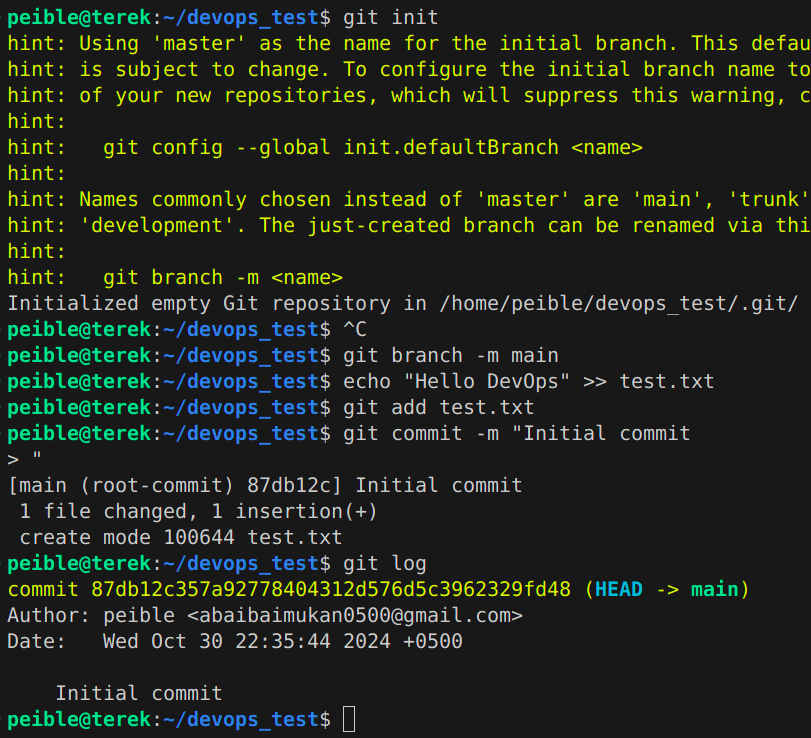 peible@terek:~/devops_test$ git init
hint: Using 'master' as the name for the initial branch. This defau
hint: is subject to change. To configure the initial branch name to
hint: of your new repositories, which will suppress this warning, c
hint:
hint:   git config --global init.defaultBranch <name>
hint:
hint: Names commonly chosen instead of 'master' are 'main', 'trunk'
hint: 'development'. The just-created branch can be renamed via thi
hint:
hint:   git branch -m <name>
Initialized empty Git repository in /home/peible/devops_test/.git/
peible@terek:~/devops_test$ ^C
peible@terek:~/devops_test$ git branch -m main
peible@terek:~/devops_test$ echo "Hello DevOps" >> test.txt
peible@terek:~/devops_test$ git add test.txt
peible@terek:~/devops_test$ git commit -m "Initial commit
> "
[main (root-commit) 87db12c] Initial commit
 1 file changed, 1 insertion(+)
 create mode 100644 test.txt
peible@terek:~/devops_test$ git log
commit 87db12c357a92778404312d576d5c3962329fd48 (HEAD -> main)
Author: peible <abaibaimukan0500@gmail.com>
Date:   Wed Oct 30 22:35:44 2024 +0500

    Initial commit
peible@terek:~/devops_test$